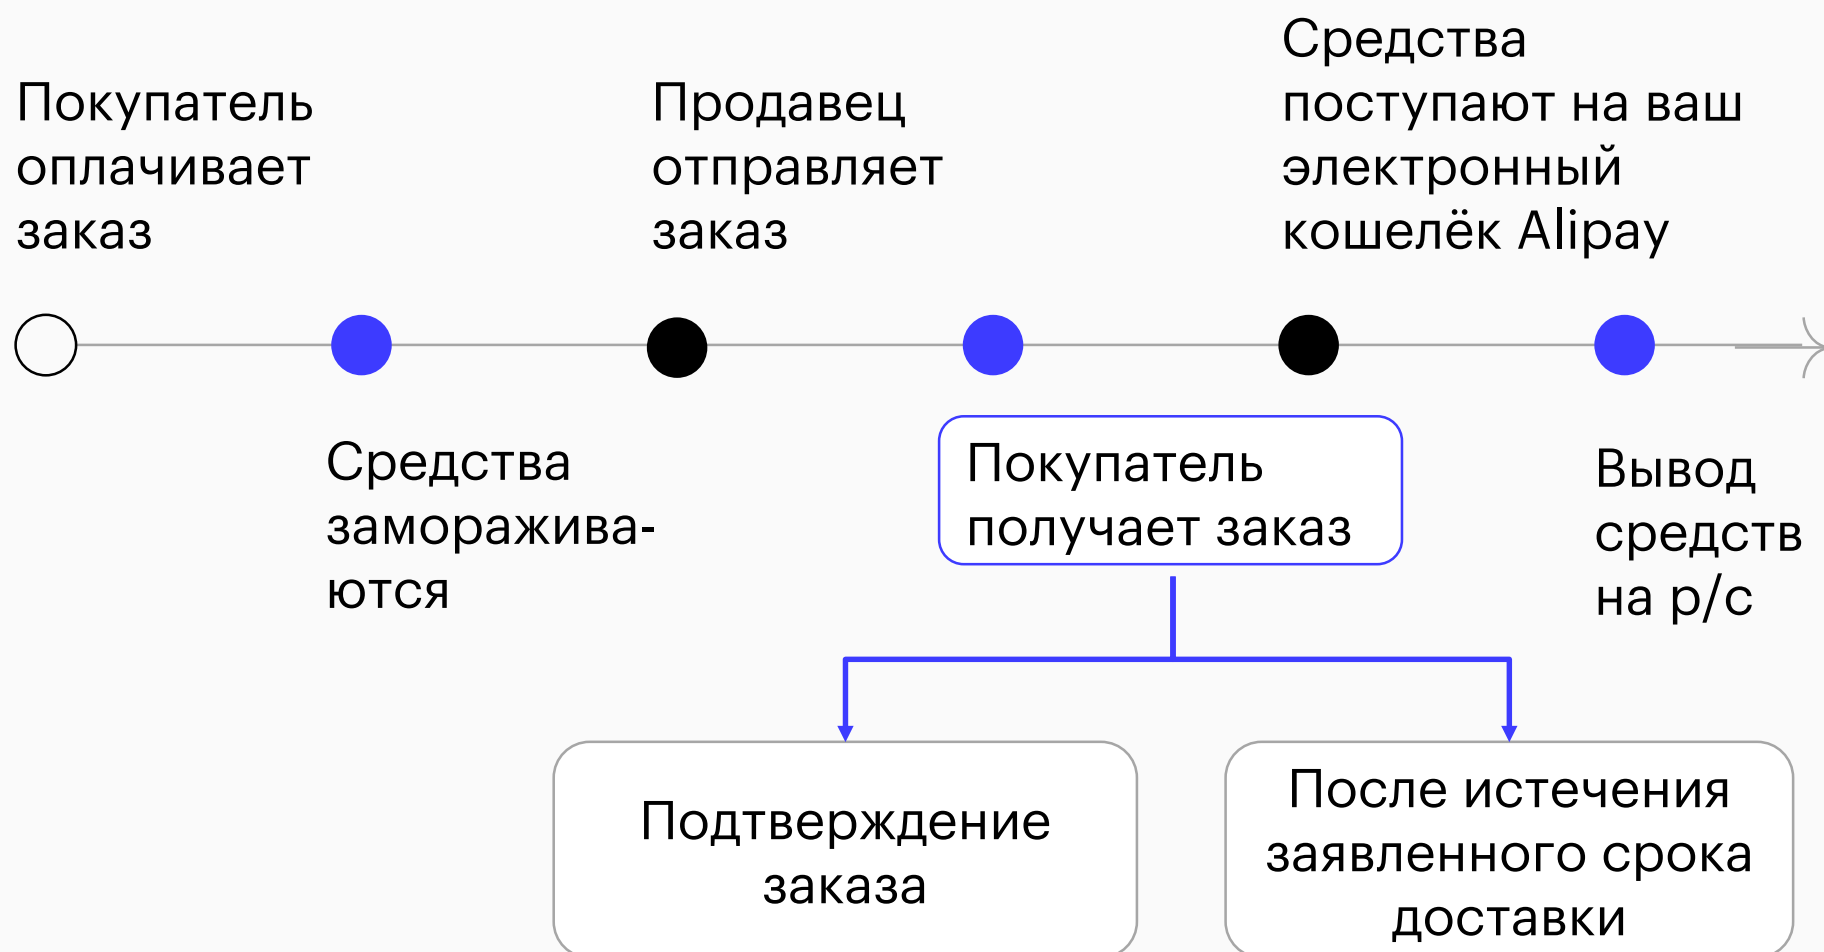 Покупатель
оплачивает
заказ
Средства
заморажива-
ются
Продавец
отправляет
заказ
Покупатель
получает заказ
Подтверждение
заказа
После истечения
заявленного срока
доставки
Средства
поступают на ваш
электронный
кошелёк Alipay
Вывод
средств
на р/с